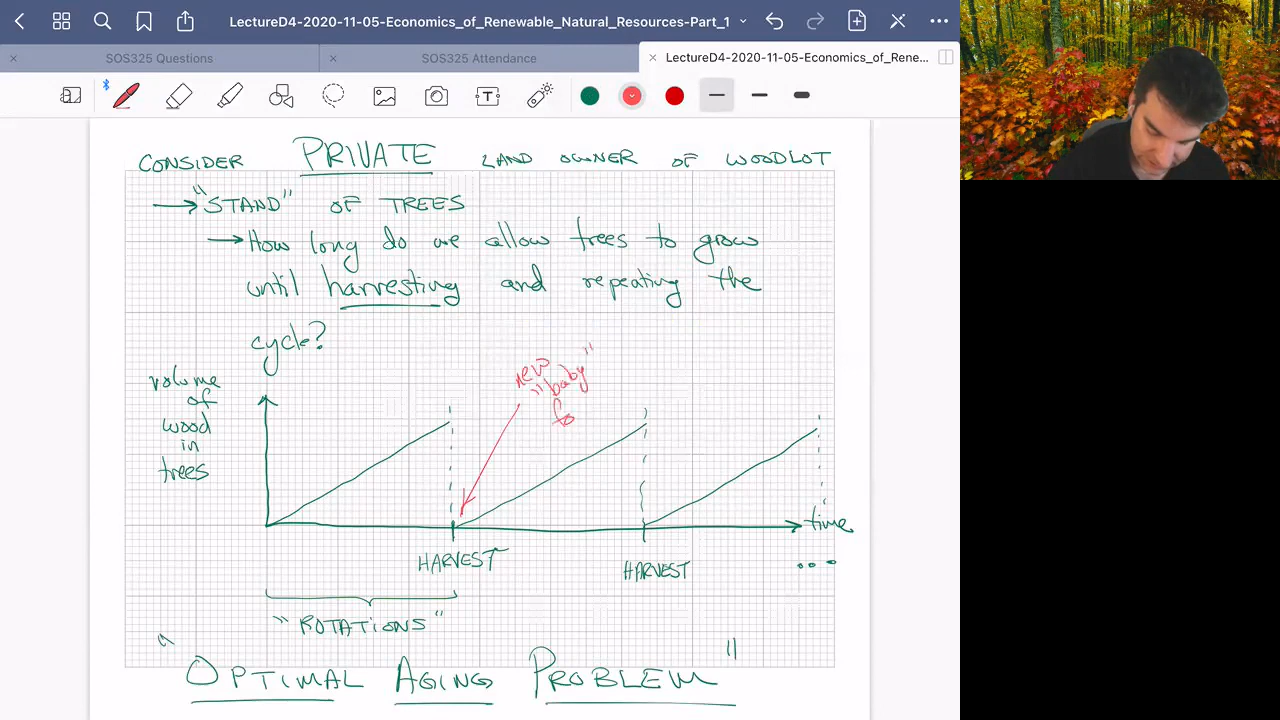 LectureD4-2020-11-05-Economics_of_Renewable_Natural_Resources-Part_1
SOS325 Questions
SOS325 Attendance
LectureD4-2020-11-05-Economics_of_Rene...
CONSIDER PRIVATE LAND OWNER OF WOODLOT
"STAND" OF TREES
How long do we allow trees to grow
until harvesting and repeating the
cycle?
volume
of
wood
in
trees
new
"baby"
fo
time
HARVEST
HARVEST
...
"ROTATIONS"
"OPTIMAL AGING PROBLEM"